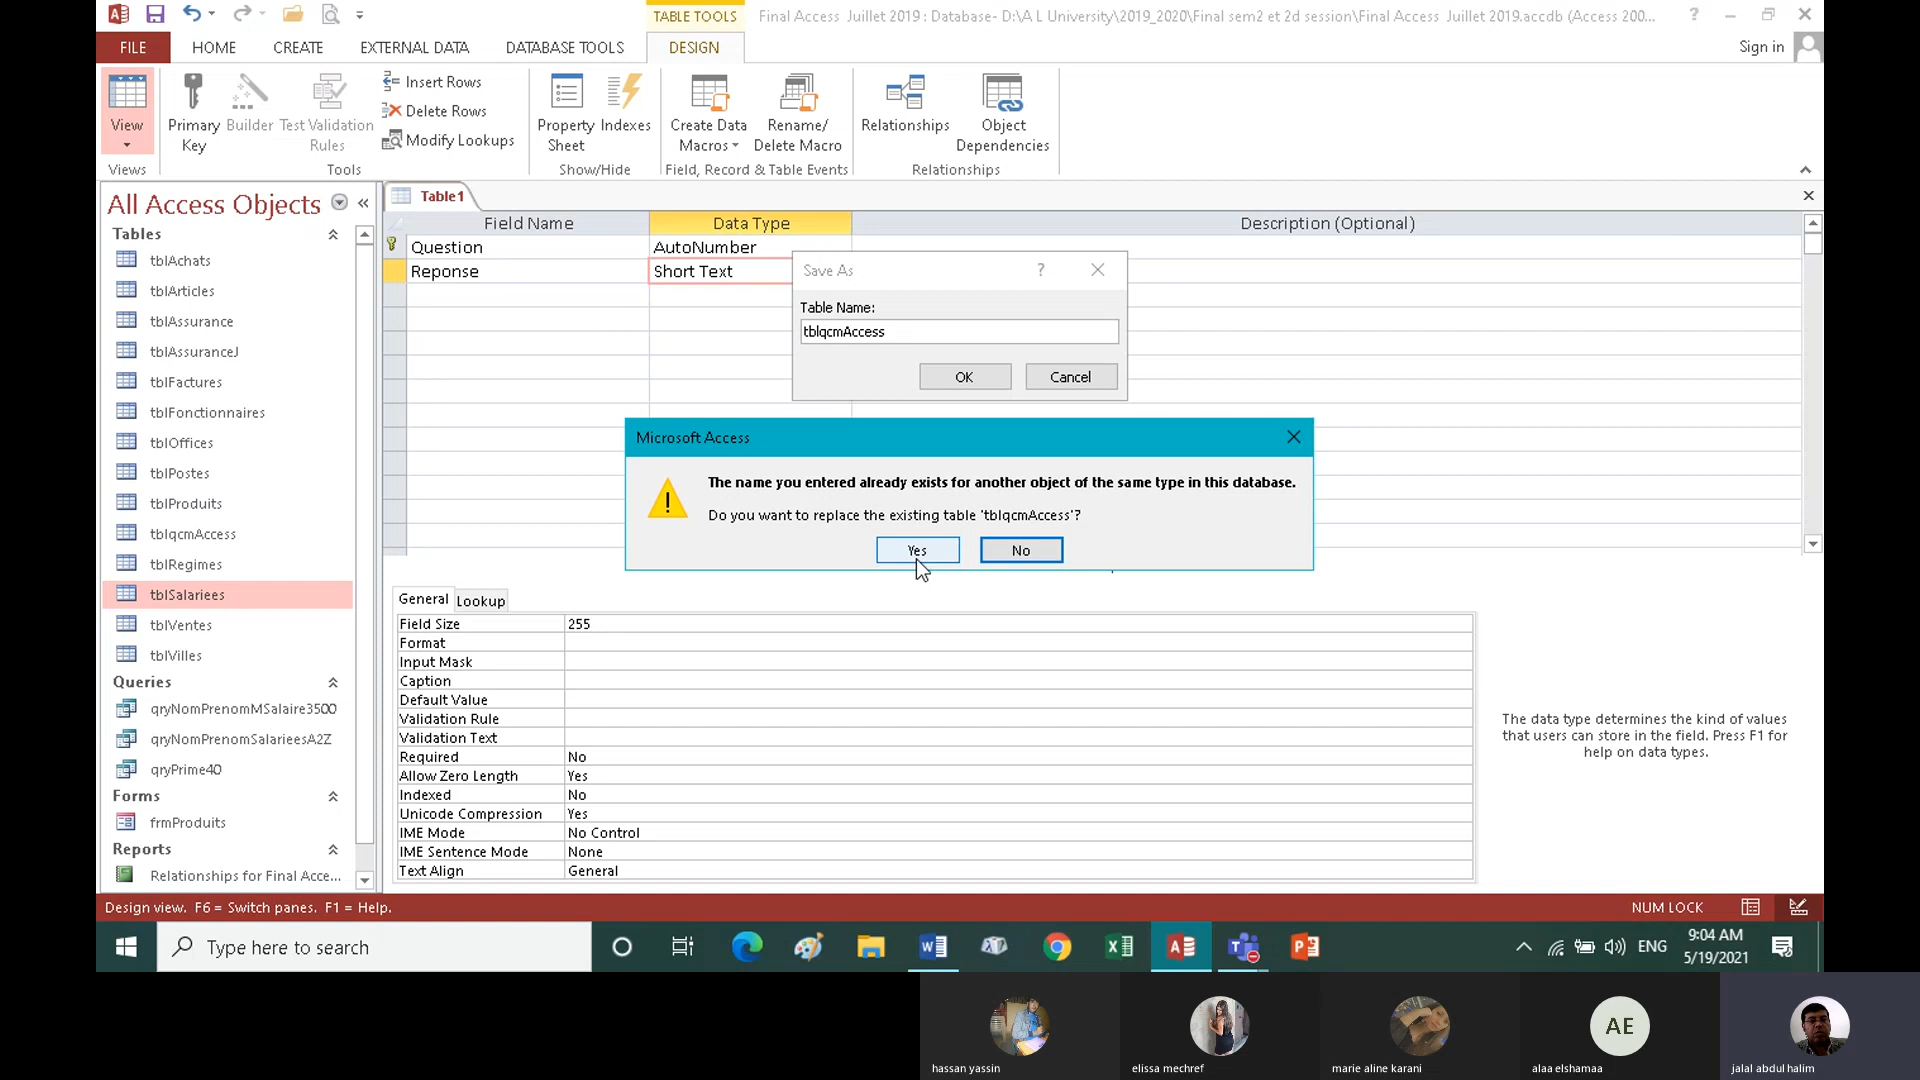 TABLE TOOLS
Final Access Juillet 2019 : Database- D:\A L University\2019_2020\Final sem2 et 2d session\Final Access Juillet 2019.accdb (Access 200...
FILE
HOME
CREATE
EXTERNAL DATA
DATABASE TOOLS
DESIGN
Sign in
View
Primary Key
Builder
Test Validation Rules
Insert Rows
Delete Rows
Modify Lookups
Property Sheet
Indexes
Create Data Macros
Rename/ Delete Macro
Relationships
Object Dependencies
Views
Tools
Show/Hide
Field, Record & Table Events
Relationships
All Access Objects
Tables
tblAchats
tblArticles
tblAssurance
tblAssuranceJ
tblFactures
tblFonctionnaires
tblOffices
tblPostes
tblProduits
tblqcmAccess
tblRegimes
tblSalariees
tblVentes
tblVilles
Queries
qryNomPrenomMSalaire3500
qryNomPrenomSalarieesA2Z
qryPrime40
Forms
frmProduits
Reports
Relationships for Final Acce...
Table1
Field Name
Data Type
Description (Optional)
Question
AutoNumber
Reponse
Short Text
Save As
?
Table Name:
tblqcmAccess
OK
Cancel
Microsoft Access
The name you entered already exists for another object of the same type in this database.
Do you want to replace the existing table 'tblqcmAccess'?
Yes
No
General
Lookup
Field Size 255
Format
Input Mask
Caption
Default Value
Validation Rule
Validation Text
Required No
Allow Zero Length Yes
Indexed No
Unicode Compression Yes
IME Mode No Control
IME Sentence Mode None
Text Align General
The data type determines the kind of values
that users can store in the field. Press F1 for
help on data types.
Design view. F6 = Switch panes. F1 = Help.
NUM LOCK
Type here to search
ENG
9:04 AM
5/19/2021
AE
hassan yassin
elissa mechref
marie aline karani
alaa elshamaa
jalal abdul halim